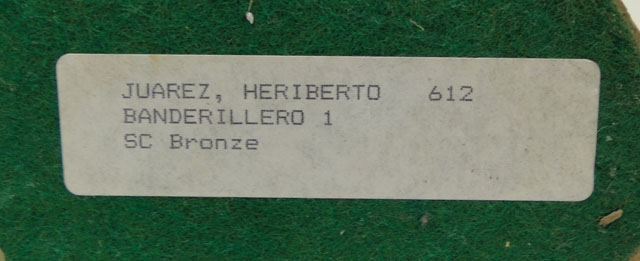 JUAREZ, HERIBERTO 612
BANDERILLERO 1
SC Bronze